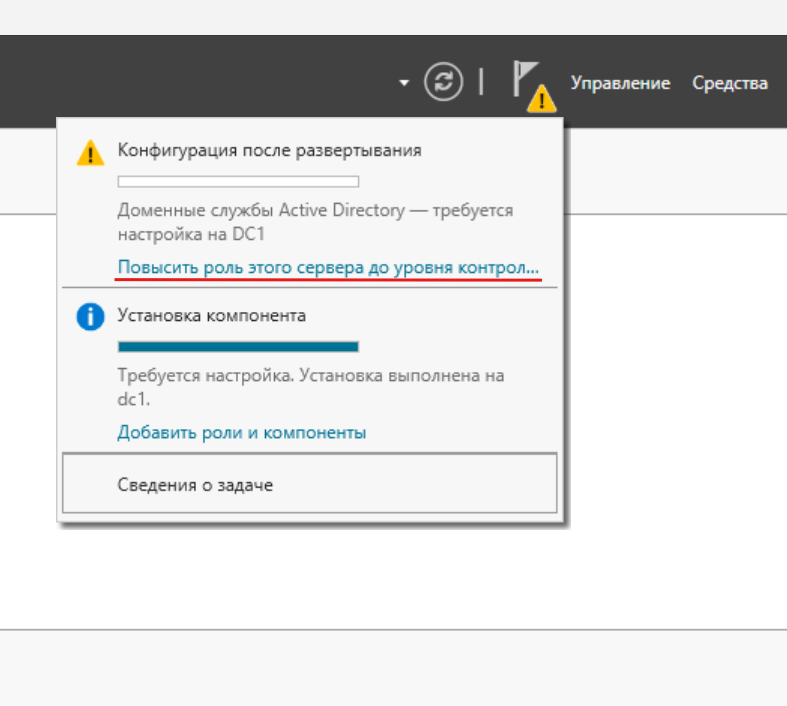 Управление Средства
Конфигурация после развертывания
Доменные службы Active Directory — требуется
настройка на DC1
Повысить роль этого сервера до уровня контрол...
Установка компонента
Требуется настройка. Установка выполнена на
dc1.
Добавить роли и компоненты
Сведения о задаче